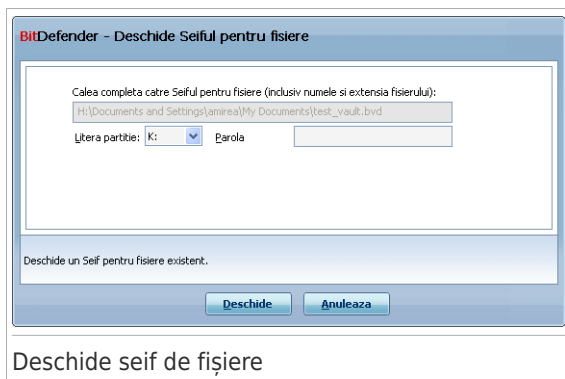 BitDefender - Deschide Seiful pentru fisiere
Calea completa catre Seiful pentru fisiere (inclusiv numele si extensia fisierului):
H:\Documents and Settings\amirea\My Documents\test_vault.bvd
Litera partitie: K: Parola
Deschide un Seif pentru fisiere existent.
Deschide Anuleaza
Deschide seif de fișiere